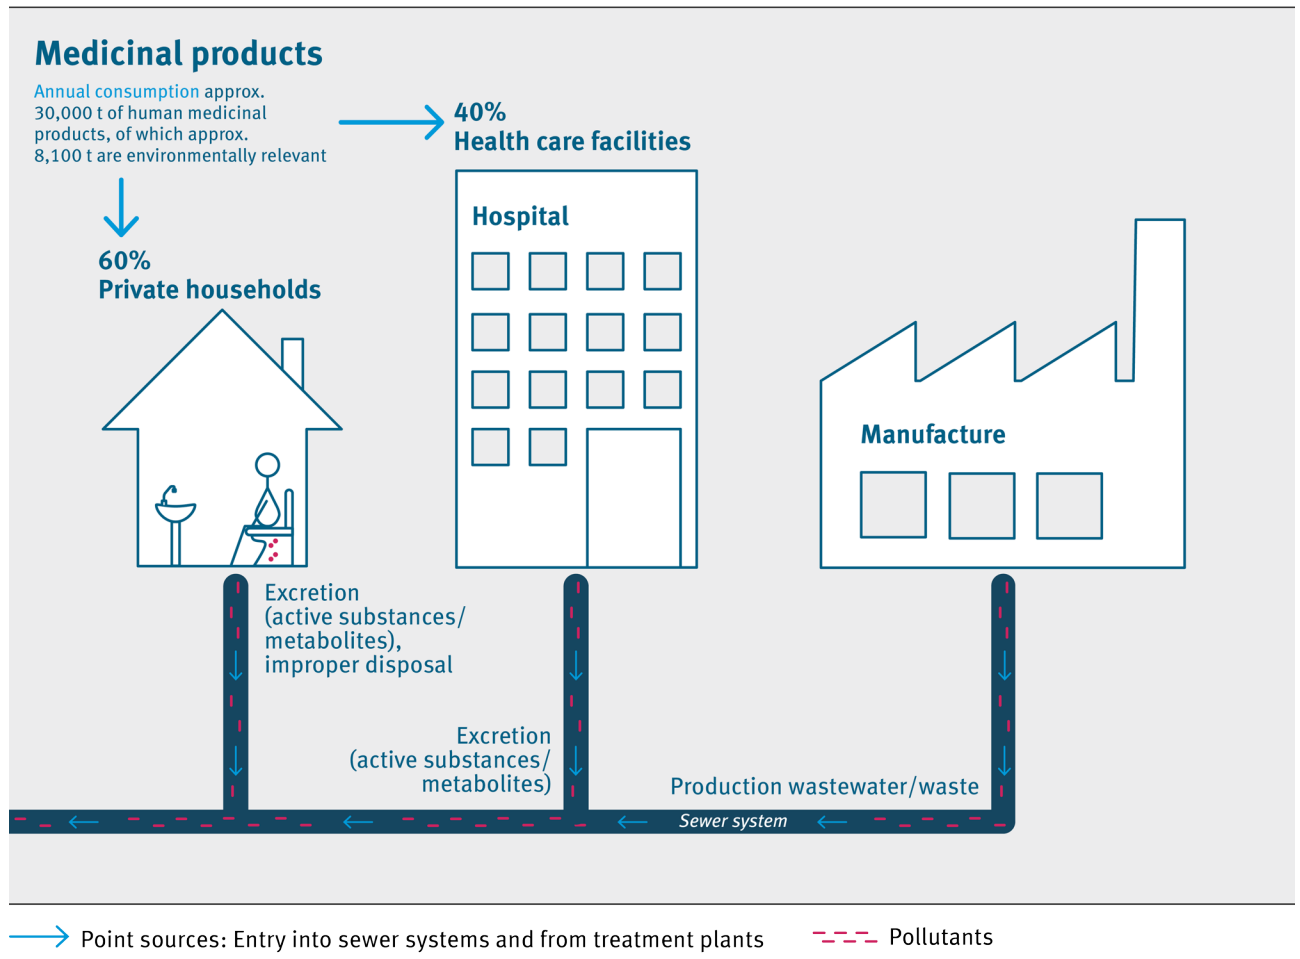 Medicinal products
Annual consumption approx.
30,000 t of human medicinal
products, of which approx.
8,100 t are environmentally relevant
40%
Health care facilities
60%
Private households
Hospital
Manufacture
Excretion
(active substances/
metabolites),
improper disposal
Excretion
(active substances/
metabolites)
Production wastewater/waste
Sewer system
Point sources: Entry into sewer systems and from treatment plants
Pollutants